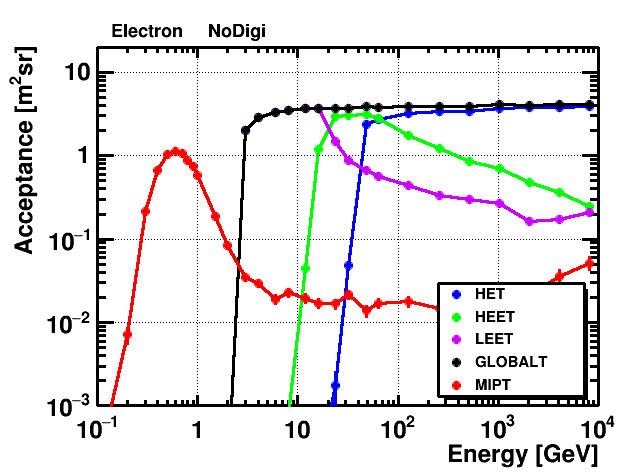 Electron NoDigi
Acceptance [m²sr]
10
1
10⁻¹
10⁻²
10⁻³
HET
HEET
LEET
GLOBALT
MIPT
10⁻¹ 1 10 10² 10³ 10⁴
Energy [GeV]